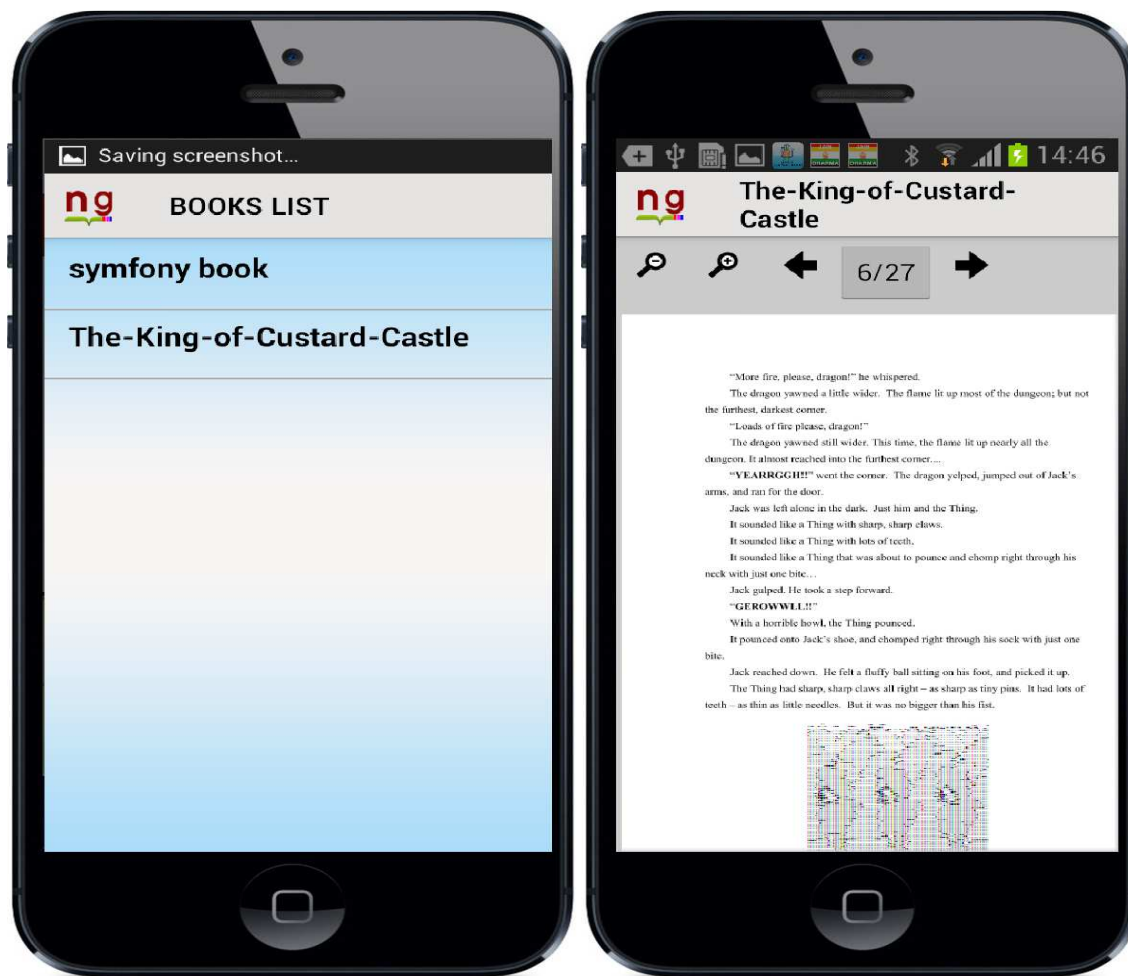 Saving screenshot...
ng
BOOKS LIST
symfony book
The-King-of-Custard-Castle
14:46
ng
The-King-of-Custard-
Castle
6/27
“More fire, please, dragon!” he whispered.
The dragon yawned a little wider. The flame lit up most of the dungeon; but not
the furthest, darkest corner.
“Loads of fire please, dragon!”
The dragon yawned still wider. This time, the flame lit up nearly all the
dungeon. It almost reached into the furthest corner....
“YEARRGGH!!” went the corner. The dragon yelped, jumped out of Jack’s
arms, and ran for the door.
Jack was left alone in the dark. Just him and the Thing.
It sounded like a Thing with sharp, sharp claws.
It sounded like a Thing with lots of teeth.
It sounded like a Thing that was about to pounce and chomp right through his
neck with just one bite…
Jack gulped. He took a step forward.
“GEROWWLL!!”
With a horrible howl, the Thing pounced.
It pounced onto Jack’s shoe, and chomped right through his sock with just one
bite.
Jack reached down. He felt a fluffy ball sitting on his foot, and picked it up.
The Thing had sharp, sharp claws all right – as sharp as tiny pins. It had lots of
teeth – as thin as little needles. But it was no bigger than his fist.